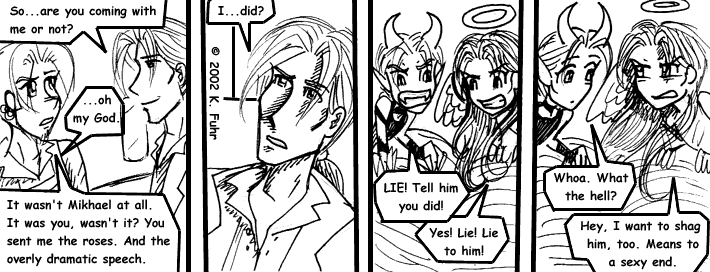 So...are you coming with
me or not?
...oh
my God.
It wasn't Mikhael at all.
It was you, wasn't it? You
sent me the roses. And the
overly dramatic speech.
I...did?
© 2002 K. Fuhr
LIE! Tell him
you did!
Yes! Lie! Lie
to him!
Whoa. What
the hell?
Hey, I want to shag
him, too. Means to
a sexy end.